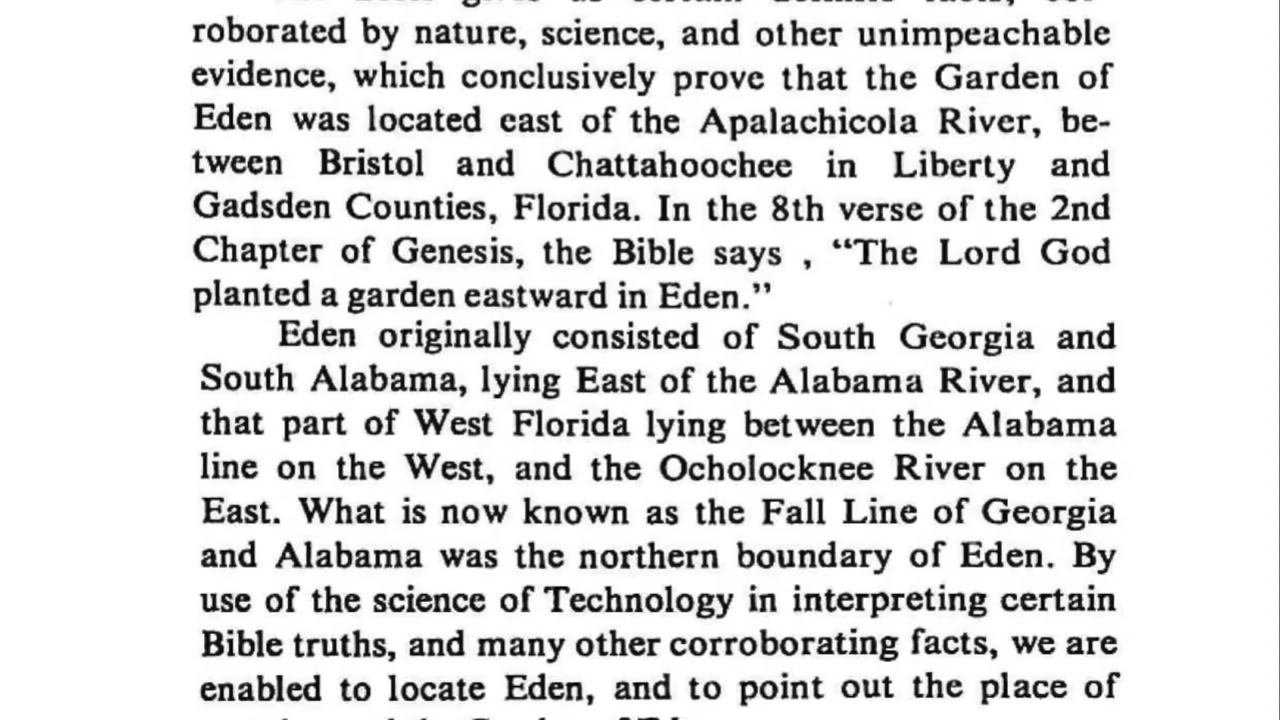 roborated by nature, science, and other unimpeachable
evidence, which conclusively prove that the Garden of
Eden was located east of the Apalachicola River, be-
tween Bristol and Chattahoochee in Liberty and
Gadsden Counties, Florida. In the 8th verse of the 2nd
Chapter of Genesis, the Bible says , “The Lord God
planted a garden eastward in Eden.”
Eden originally consisted of South Georgia and
South Alabama, lying East of the Alabama River, and
that part of West Florida lying between the Alabama
line on the West, and the Ocholocknee River on the
East. What is now known as the Fall Line of Georgia
and Alabama was the northern boundary of Eden. By
use of the science of Technology in interpreting certain
Bible truths, and many other corroborating facts, we are
enabled to locate Eden, and to point out the place of